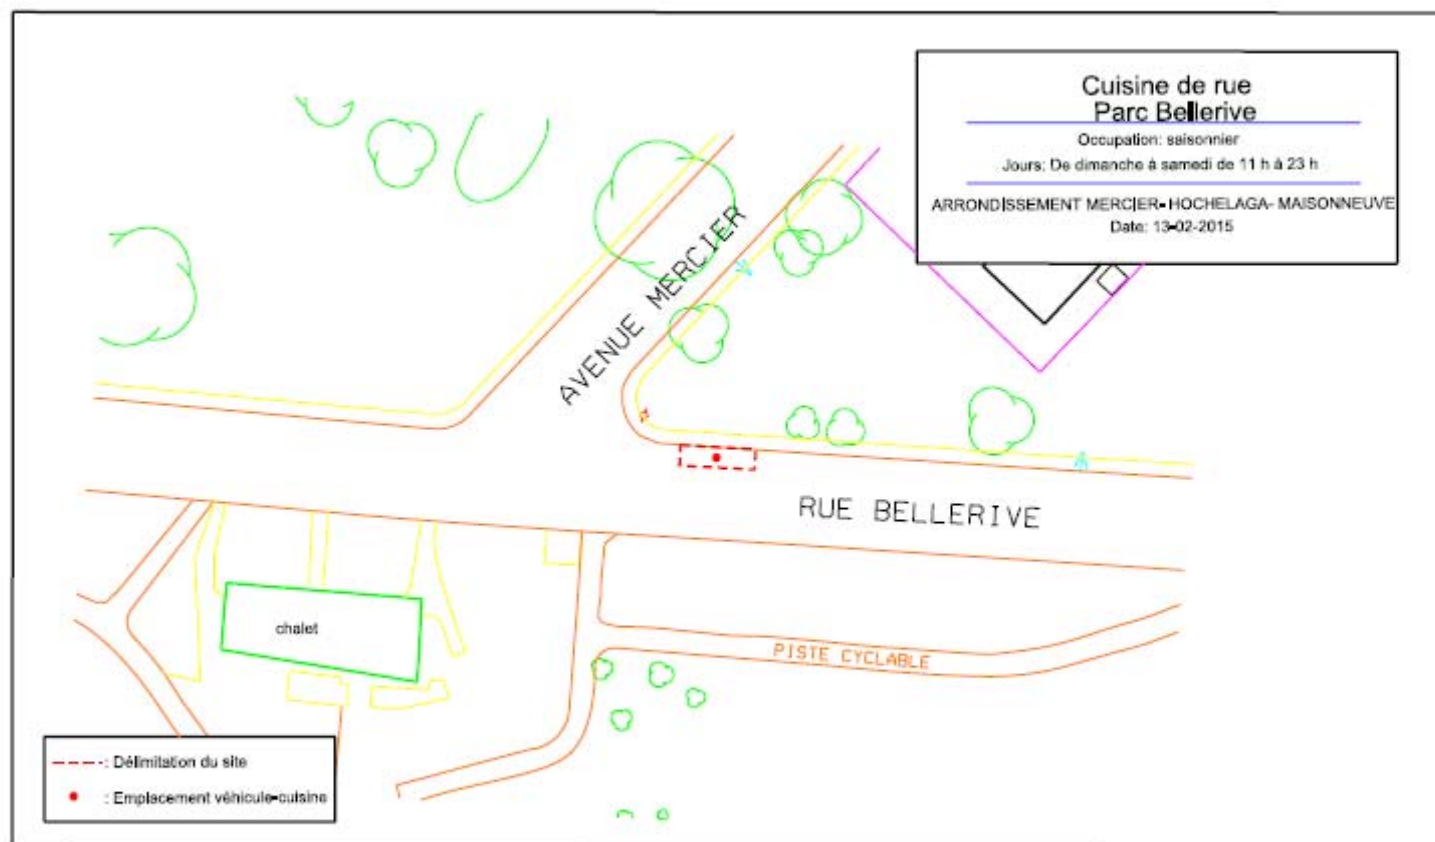 Cuisine de rue
Parc Bellerive
Occupation: saisonnier
Jours: De dimanche à samedi de 11 h à 23 h
ARRONDISSEMENT MERCIER- HOCHELAGA- MAISONNEUVE
Date: 13-02-2015
AVENUE MERCIER
RUE BELLERIVE
chalet
PISTE CYCLABLE
: Délimitation du site
: Emplacement véhicule-cuisine